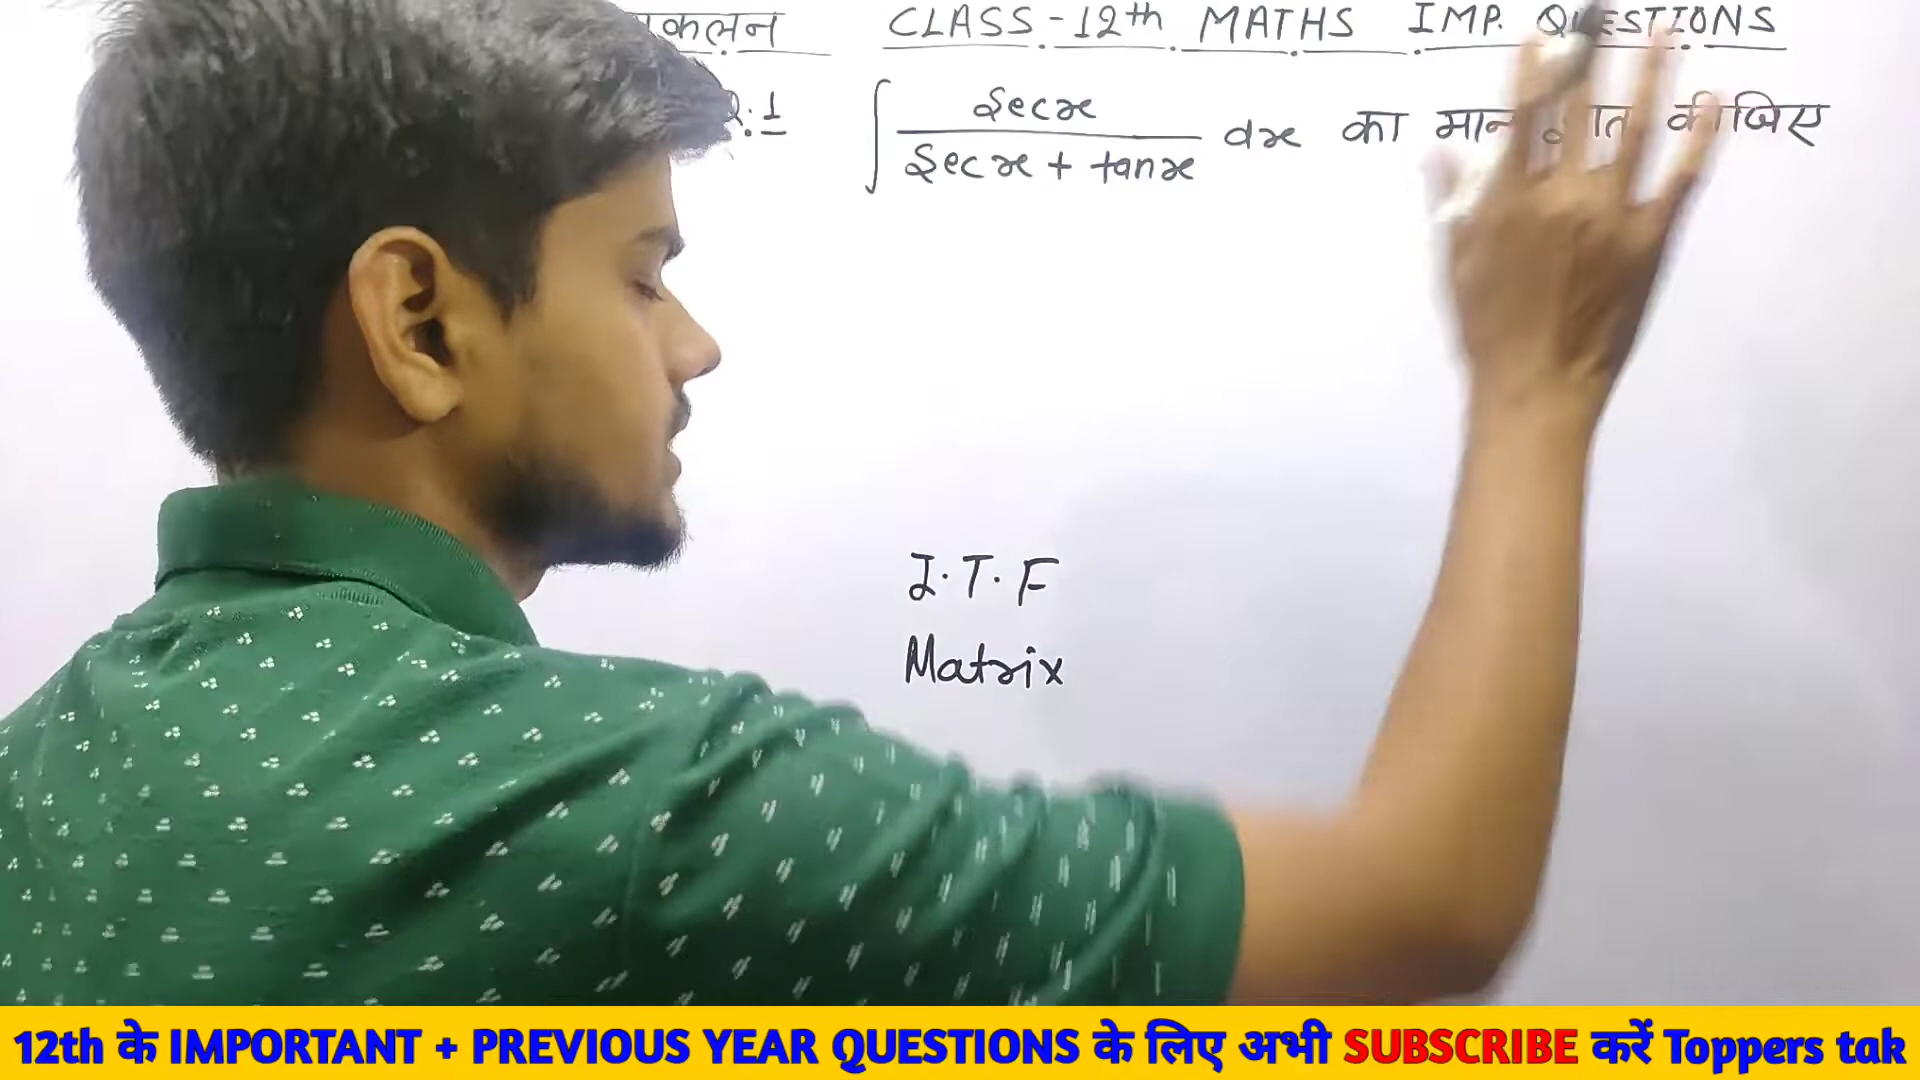 CLASS-12th MATHS IMP. QUESTIONS
∫ secx / (secx + tanx) dx का मान ज्ञात कीजिए
I.T.F
Matrix
12th के IMPORTANT + PREVIOUS YEAR QUESTIONS के लिए अभी SUBSCRIBE करें Toppers tak